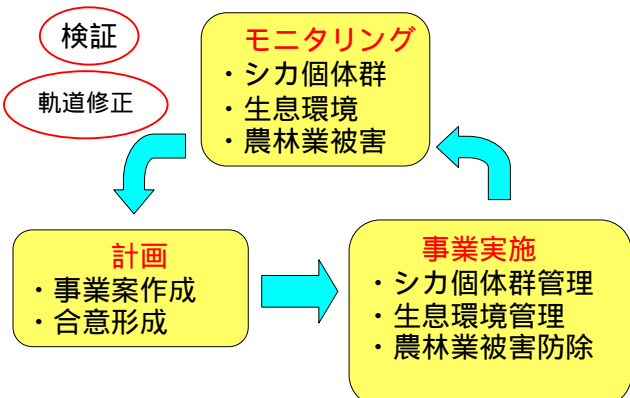 検証
軌道修正
モニタリング
・シカ個体群
・生息環境
・農林業被害
計画
・事業案作成
・合意形成
事業実施
・シカ個体群管理
・生息環境管理
・農林業被害防除